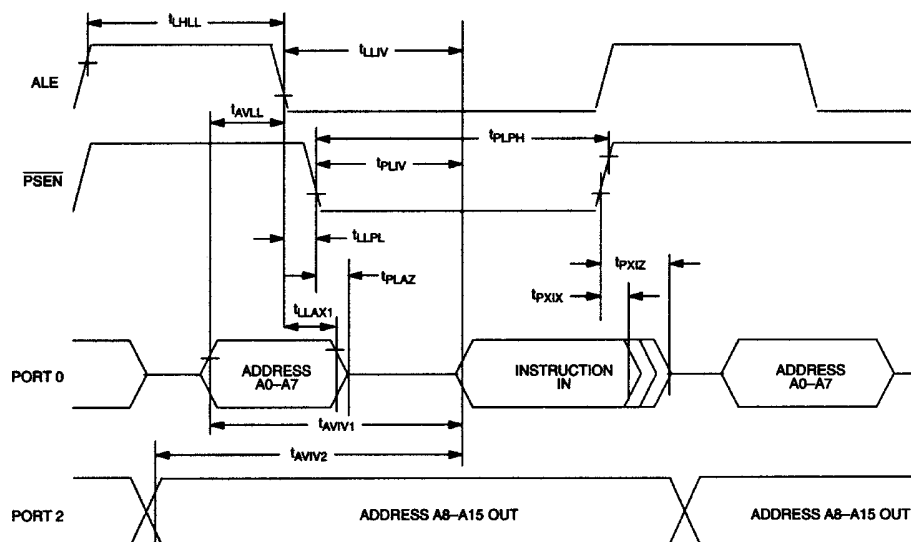 tLHLL
tLLIV
ALE
tAVLL
tPLPH
PSEN
tPLIV
tLLPL
tPXIZ
tPLAZ
tPXIX
tLLAX1
PORT 0
ADDRESS
A0–A7
INSTRUCTION
IN
ADDRESS
A0–A7
tAVIV1
tAVIV2
PORT 2
ADDRESS A8–A15 OUT
ADDRESS A8–A15 OUT